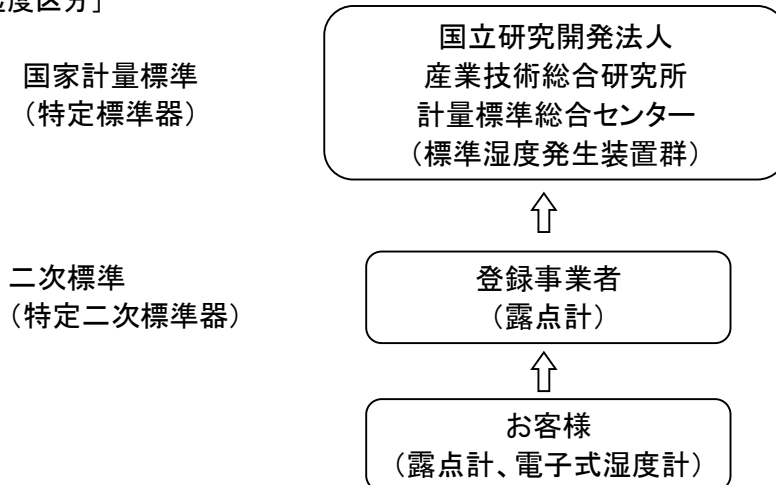 度区分］
国家計量標準
（特定標準器）
国立研究開発法人
産業技術総合研究所
計量標準総合センター
（標準湿度発生装置群）
二次標準
（特定二次標準器）
登録事業者
（露点計）
お客様
（露点計、電子式湿度計）